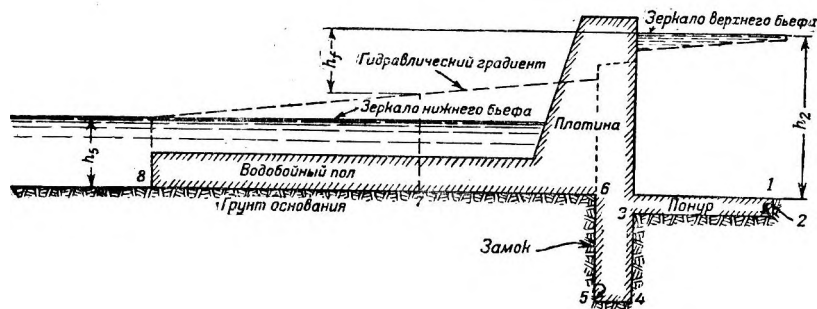 Зеркало верхнего бьефа
hf
Гидравлический градиент
Зеркало нижнего бьефа
Плотина
h2
h5
8
Водобойный пол
Грунт основания
7
6
3
Понур
1
2
Замок
5
4